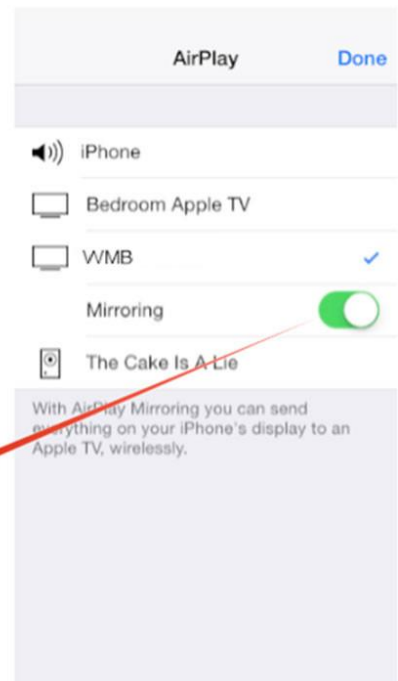 AirPlay Done
iPhone
Bedroom Apple TV
WMB
Mirroring
The Cake Is A Lie
With AirPlay Mirroring you can send
everything on your iPhone's display to an
Apple TV, wirelessly.